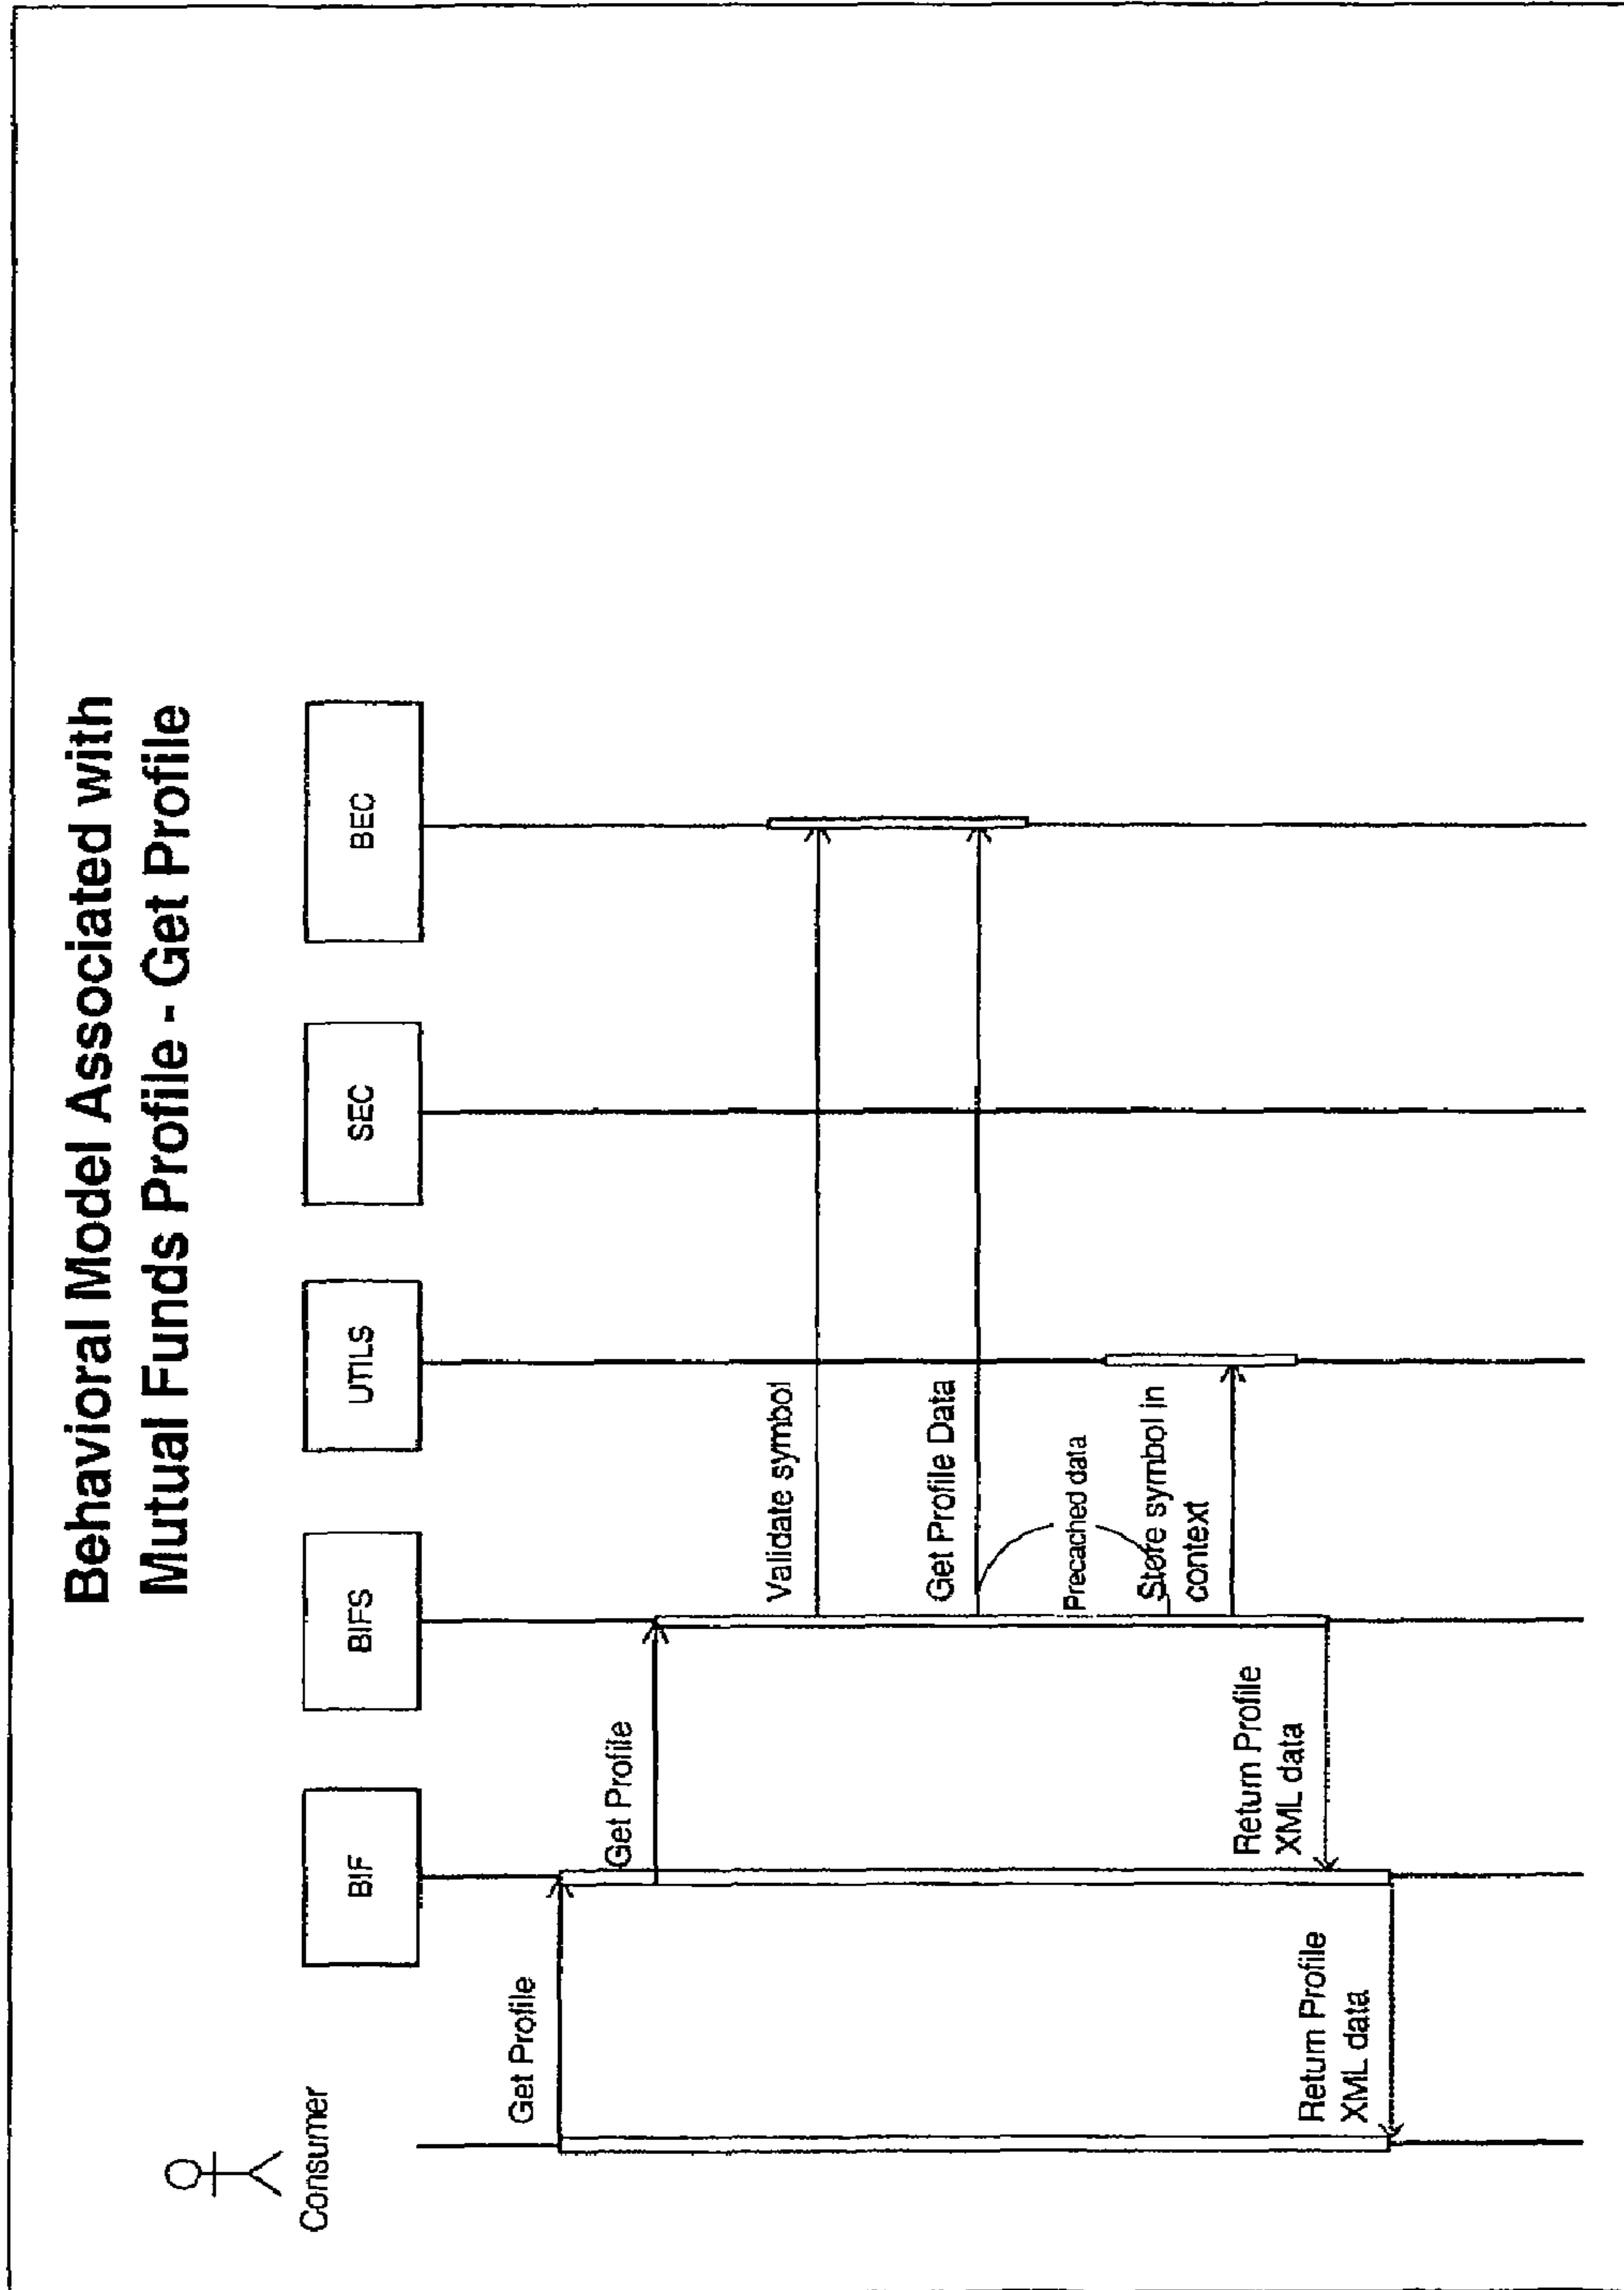 Behavioral Model Associated with
Mutual Funds Profile - Get Profile
Consumer
BIF
BIFS
UTILS
SEC
BEC
Get Profile
Get Profile
Validate symbol
Get Profile Data
Precached data
Store symbol in
context
Return Profile
XML data
Return Profile
XML data